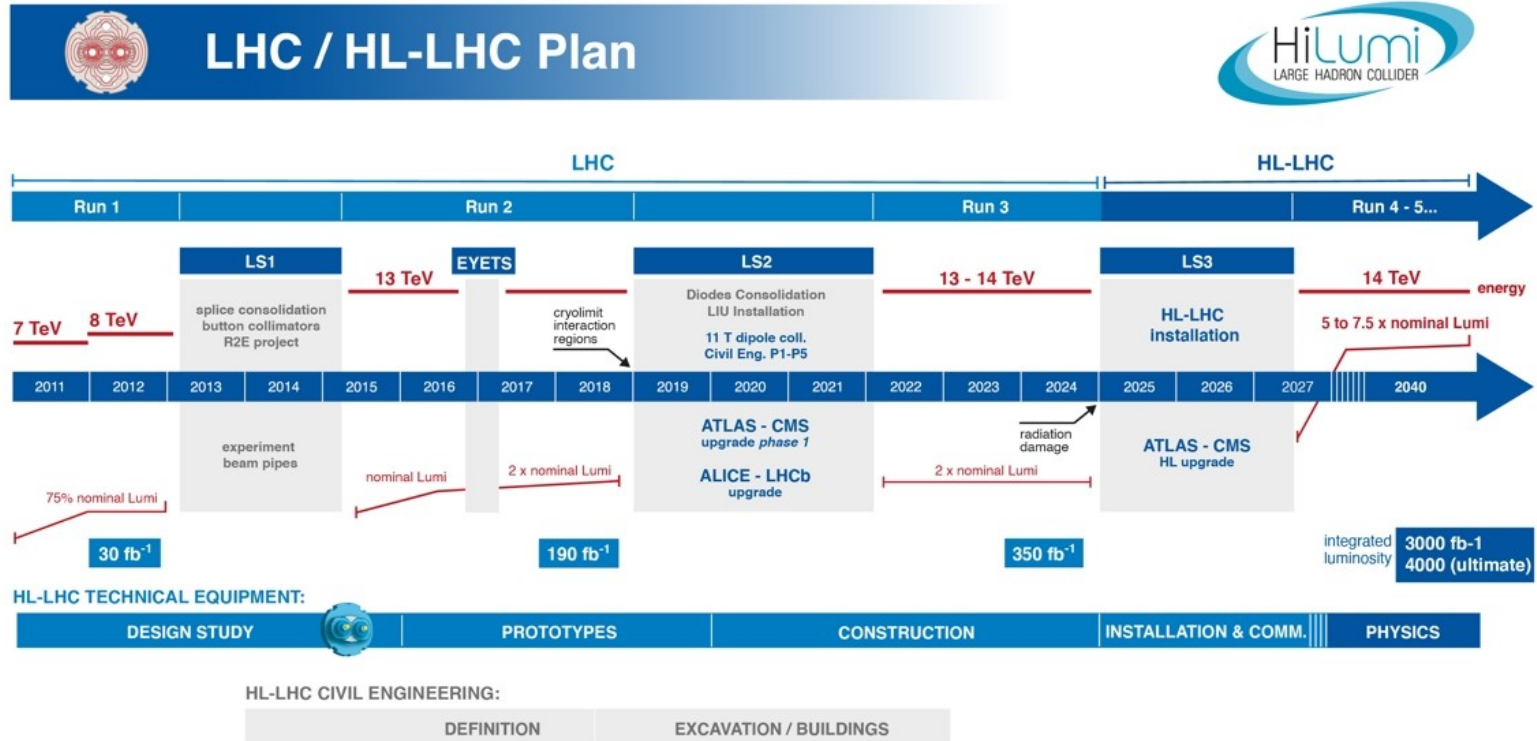 LHC / HL-LHC Plan
HiLumi
LARGE HADRON COLLIDER
LHC
HL-LHC
Run 1
Run 2
Run 3
Run 4 - 5...
LS1
EYETS
LS2
LS3
13 TeV
13 - 14 TeV
14 TeV
energy
7 TeV
8 TeV
splice consolidation
button collimators
R2E project
cryolimit
interaction
regions
Diodes Consolidation
LIU Installation
11 T dipole coll.
Civil Eng. P1-P5
HL-LHC
installation
5 to 7.5 x nominal Lumi
2011
2012
2013
2014
2015
2016
2017
2018
2019
2020
2021
2022
2023
2024
2025
2026
2027
2040
experiment
beam pipes
ATLAS - CMS
upgrade phase 1
ALICE - LHCb
upgrade
radiation
damage
ATLAS - CMS
HL upgrade
75% nominal Lumi
nominal Lumi
2 x nominal Lumi
2 x nominal Lumi
30 fb⁻¹
190 fb⁻¹
350 fb⁻¹
integrated
luminosity
3000 fb-1
4000 (ultimate)
HL-LHC TECHNICAL EQUIPMENT:
DESIGN STUDY
PROTOTYPES
CONSTRUCTION
INSTALLATION & COMM.
PHYSICS
HL-LHC CIVIL ENGINEERING:
DEFINITION
EXCAVATION / BUILDINGS